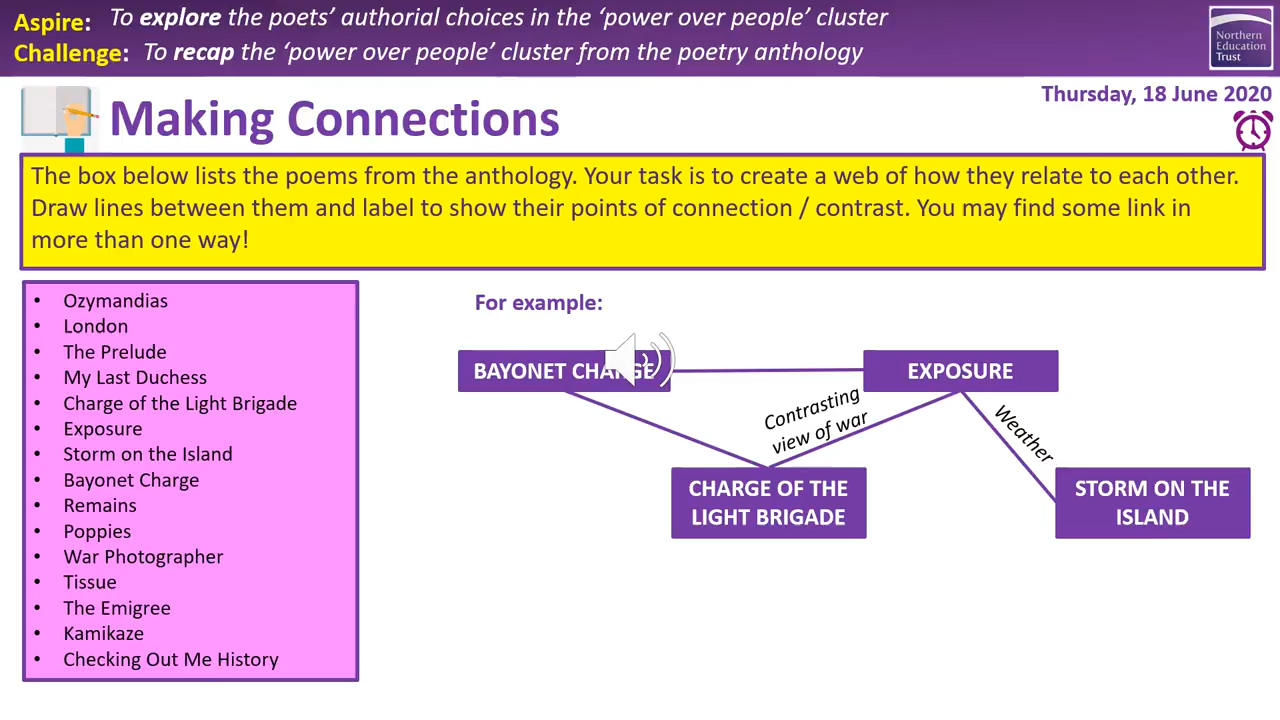 Aspire: To explore the poets’ authorial choices in the ‘power over people’ cluster
Challenge: To recap the ‘power over people’ cluster from the poetry anthology
Northern
Education
Trust
Thursday, 18 June 2020
Making Connections
The box below lists the poems from the anthology. Your task is to create a web of how they relate to each other.
Draw lines between them and label to show their points of connection / contrast. You may find some link in
more than one way!
• Ozymandias
• London
• The Prelude
• My Last Duchess
• Charge of the Light Brigade
• Exposure
• Storm on the Island
• Bayonet Charge
• Remains
• Poppies
• War Photographer
• Tissue
• The Emigree
• Kamikaze
• Checking Out Me History
For example:
BAYONET CHARGE
EXPOSURE
Contrasting
view of war
Weather
CHARGE OF THE
LIGHT BRIGADE
STORM ON THE
ISLAND